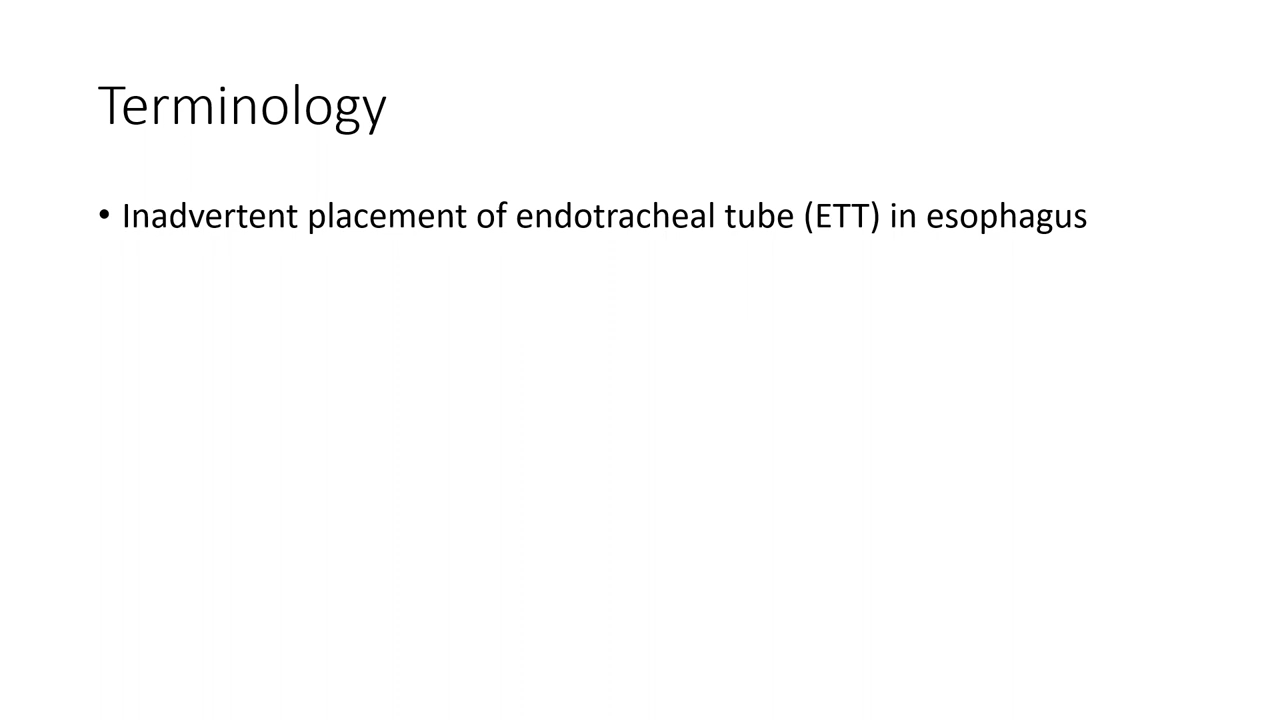 Terminology
• Inadvertent placement of endotracheal tube (ETT) in esophagus